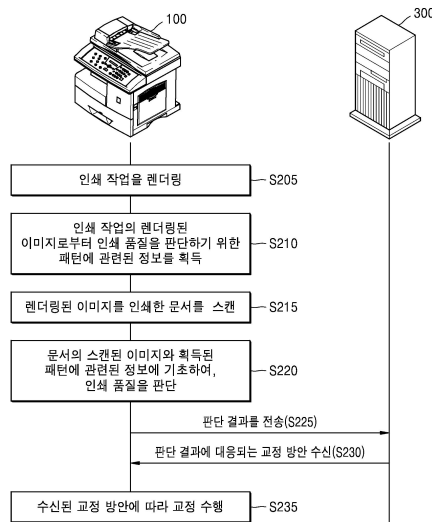 100
300
인쇄 작업을 렌더링
S205
인쇄 작업의 렌더링된
이미지로부터 인쇄 품질을 판단하기 위한
패턴에 관련된 정보를 획득
S210
렌더링된 이미지를 인쇄한 문서를 스캔
S215
문서의 스캔된 이미지와 획득된
패턴에 관련된 정보에 기초하여,
인쇄 품질을 판단
S220
판단 결과를 전송(S225)
판단 결과에 대응되는 교정 방안 수신(S230)
수신된 교정 방안에 따라 교정 수행
S235